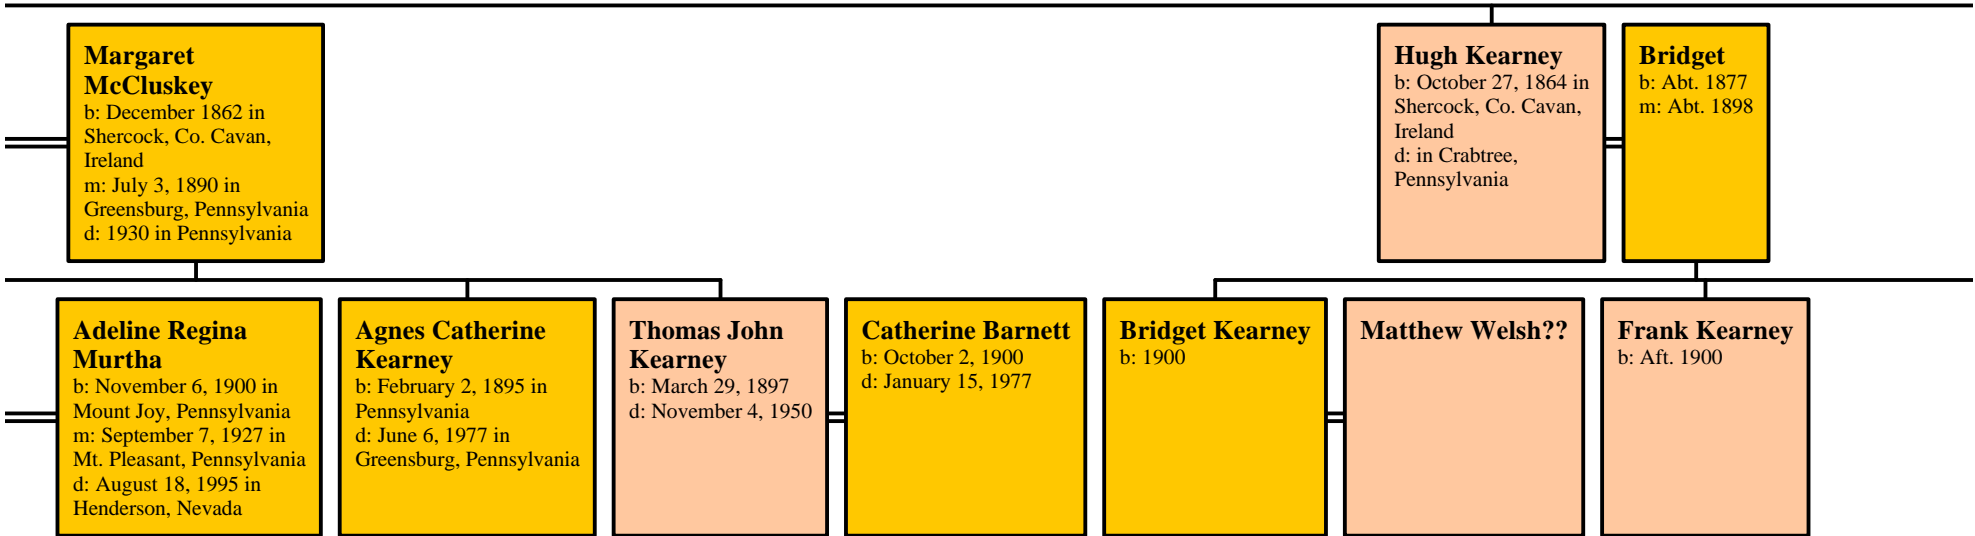 Margaret
McCluskey
b: December 1862 in
Shercock, Co. Cavan,
Ireland
m: July 3, 1890 in
Greensburg, Pennsylvania
d: 1930 in Pennsylvania
Hugh Kearney
b: October 27, 1864 in
Shercock, Co. Cavan,
Ireland
d: in Crabtree,
Pennsylvania
Bridget
b: Abt. 1877
m: Abt. 1898
Adeline Regina
Murtha
b: November 6, 1900 in
Mount Joy, Pennsylvania
m: September 7, 1927 in
Mt. Pleasant, Pennsylvania
d: August 18, 1995 in
Henderson, Nevada
Agnes Catherine
Kearney
b: February 2, 1895 in
Pennsylvania
d: June 6, 1977 in
Greensburg, Pennsylvania
Thomas John
Kearney
b: March 29, 1897
d: November 4, 1950
Catherine Barnett
b: October 2, 1900
d: January 15, 1977
Bridget Kearney
b: 1900
Matthew Welsh??
Frank Kearney
b: Aft. 1900